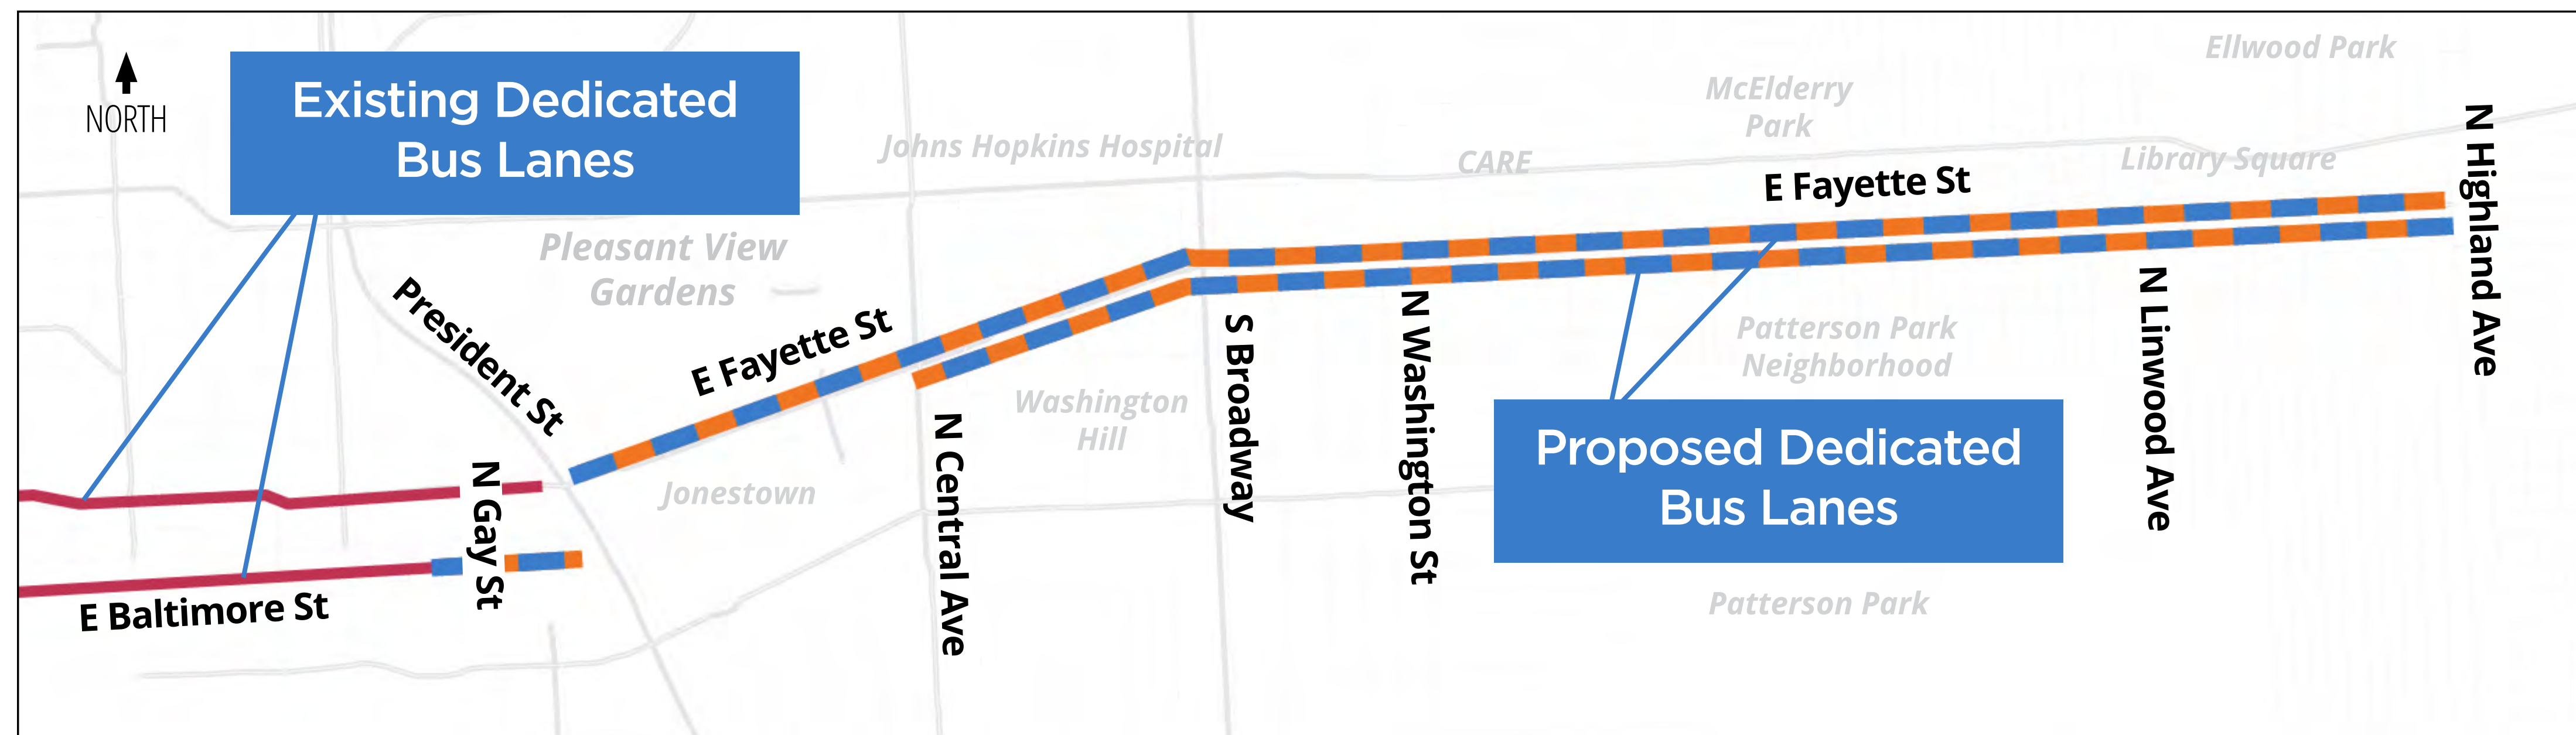 NORTH
Existing Dedicated
Bus Lanes
Ellwood Park
McElderry
Park
Johns Hopkins Hospital
CARE
Library Square
N Highland Ave
E Fayette St
Pleasant View
Gardens
President St
E Fayette St
Washington
Hill
S Broadway
N Washington St
Patterson Park
Neighborhood
N Linwood Ave
Proposed Dedicated
Bus Lanes
N Gay St
Jonestown
N Central Ave
E Baltimore St
Patterson Park